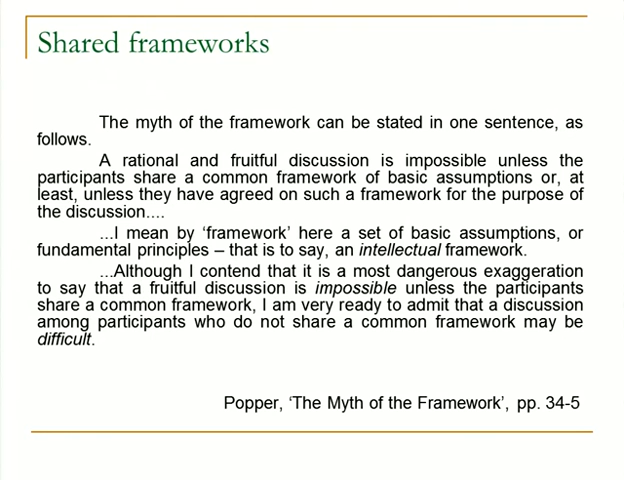 Shared frameworks
The myth of the framework can be stated in one sentence, as
follows.
A rational and fruitful discussion is impossible unless the
participants share a common framework of basic assumptions or, at
least, unless they have agreed on such a framework for the purpose of
the discussion....
...I mean by ‘framework’ here a set of basic assumptions, or
fundamental principles – that is to say, an intellectual framework.
...Although I contend that it is a most dangerous exaggeration
to say that a fruitful discussion is impossible unless the participants
share a common framework, I am very ready to admit that a discussion
among participants who do not share a common framework may be
difficult.
Popper, ‘The Myth of the Framework’, pp. 34-5